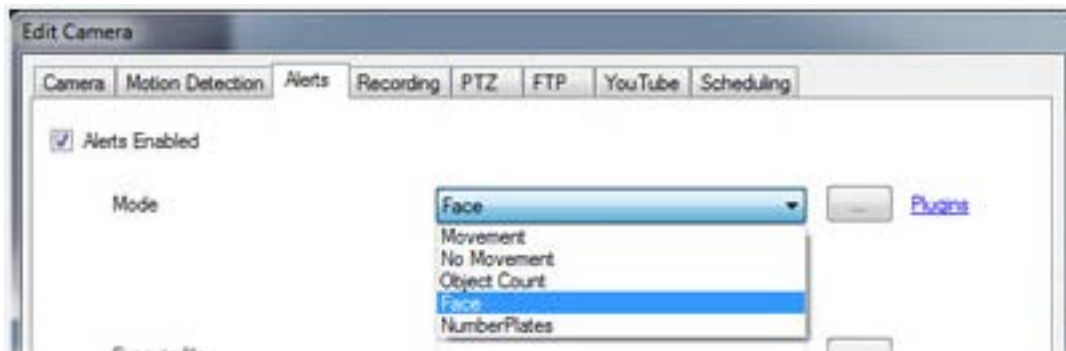 Edit Camera
Camera Motion Detection Alerts Recording PTZ FTP YouTube Scheduling
Alerts Enabled
Mode Face ... Plugins
Movement
No Movement
Object Count
Face
NumberPlates